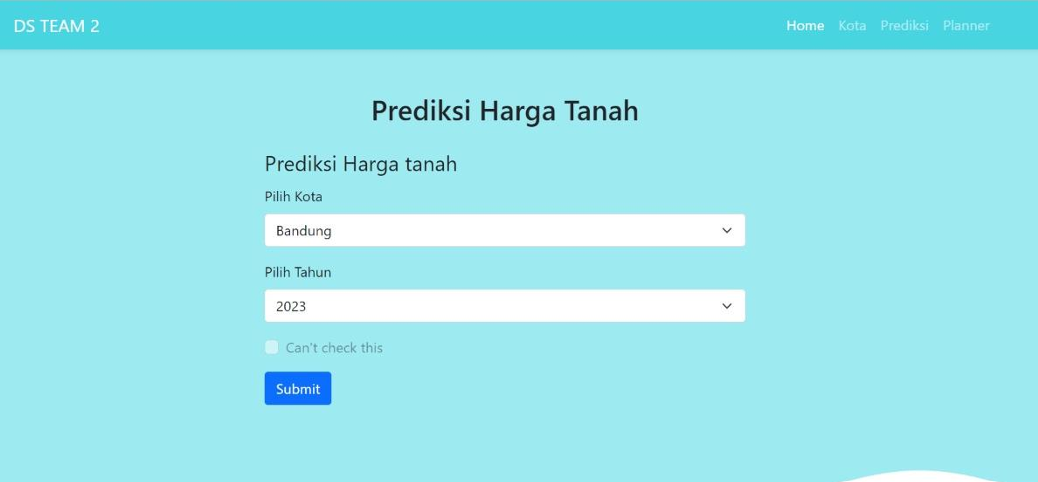 DS TEAM 2
Home Kota Prediksi Planner
Prediksi Harga Tanah
Prediksi Harga tanah
Pilih Kota
Bandung
Pilih Tahun
2023
Can't check this
Submit